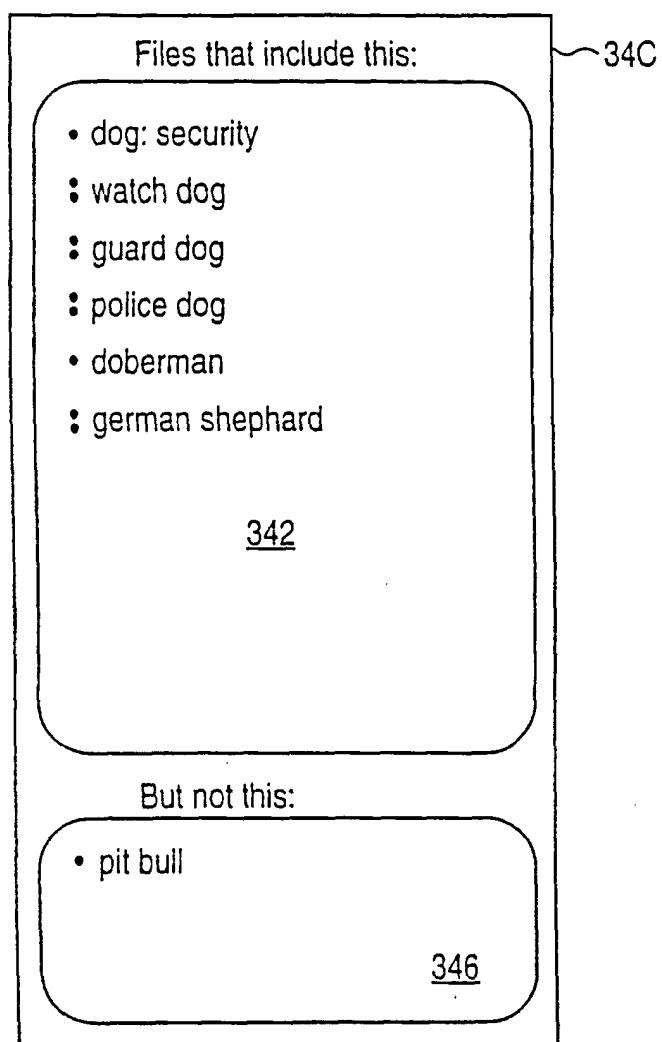 Files that include this:
34C
• dog: security
: watch dog
: guard dog
: police dog
• doberman
: german shephard
342
But not this:
• pit bull
346